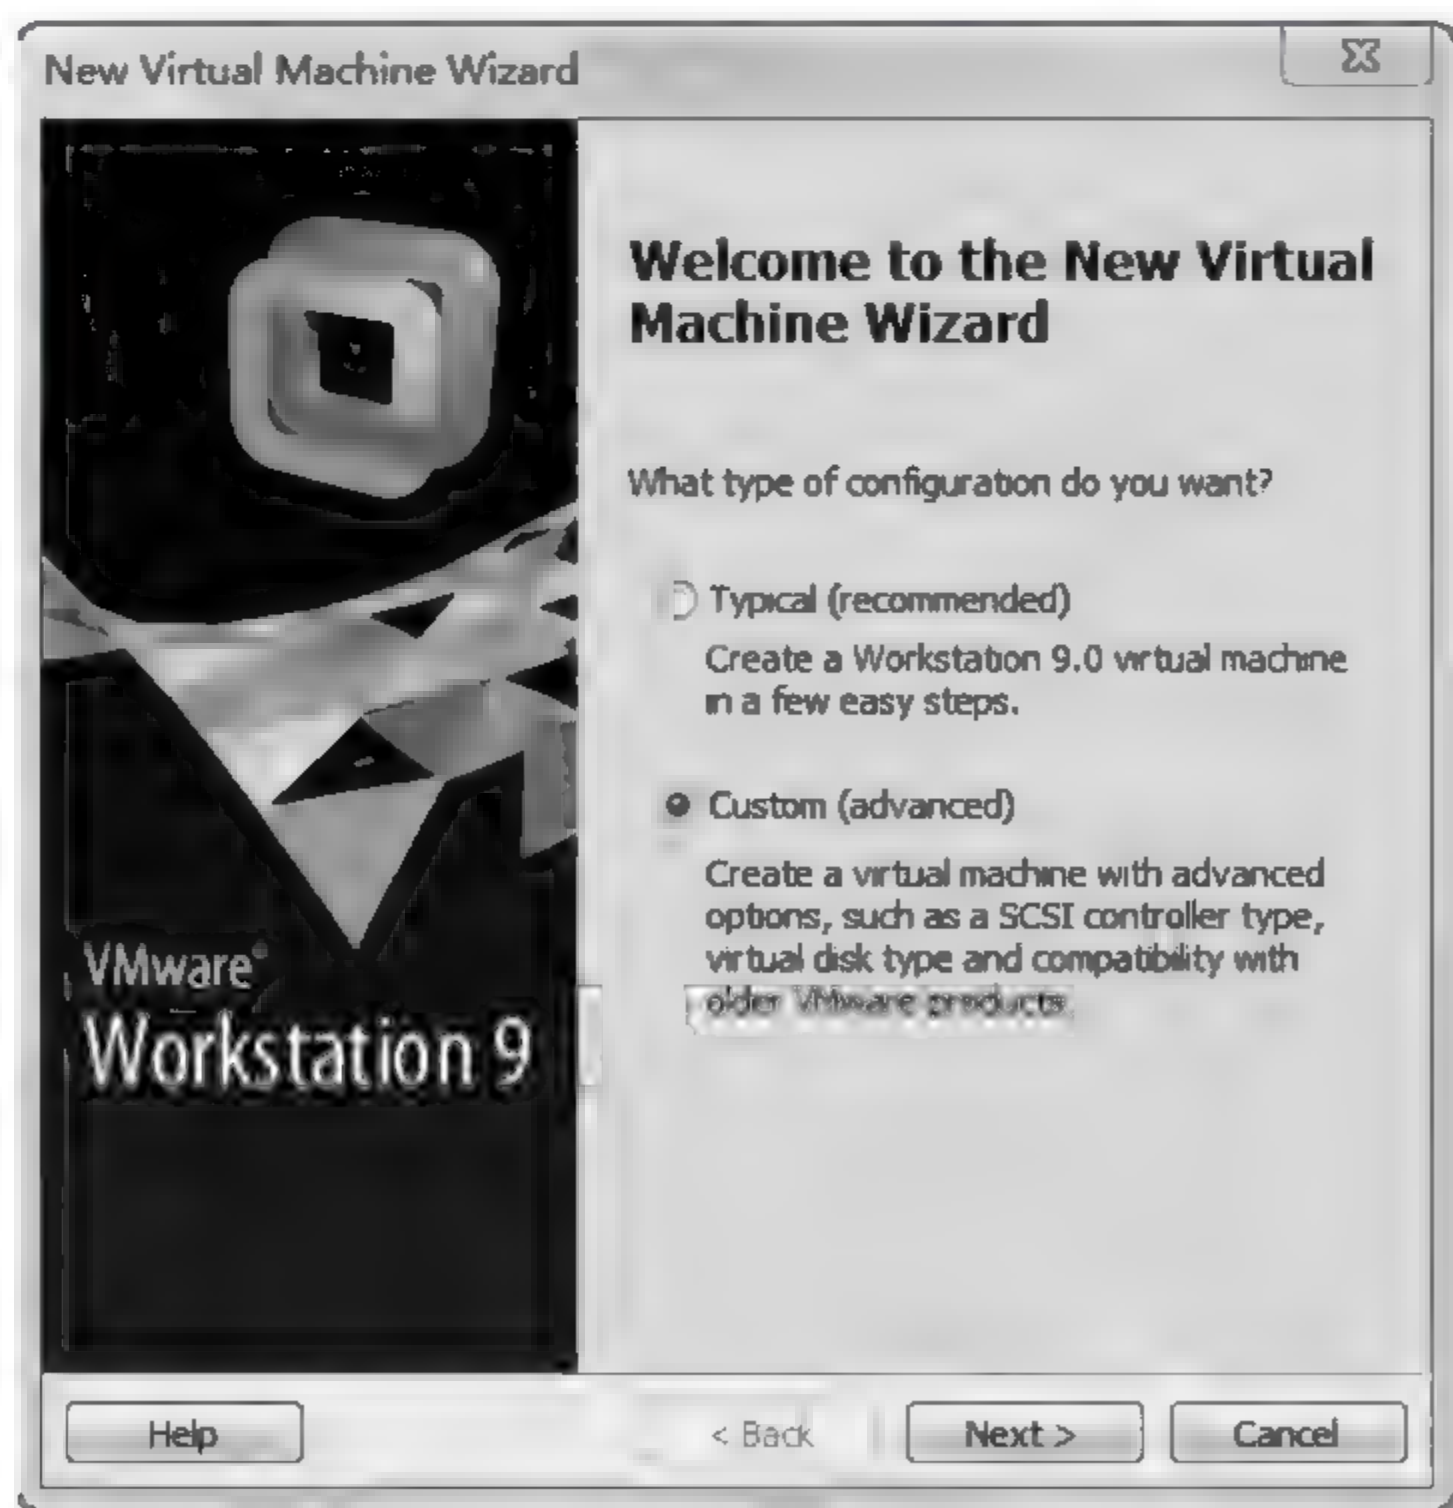 New Virtual Machine Wizard
Welcome to the New Virtual
Machine Wizard
What type of configuration do you want?
Typical (recommended)
Create a Workstation 9.0 virtual machine
in a few easy steps.
Custom (advanced)
Create a virtual machine with advanced
options, such as a SCSI controller type,
virtual disk type and compatibility with
older VMware products.
VMware®
Workstation 9
Help
< Back
Next >
Cancel